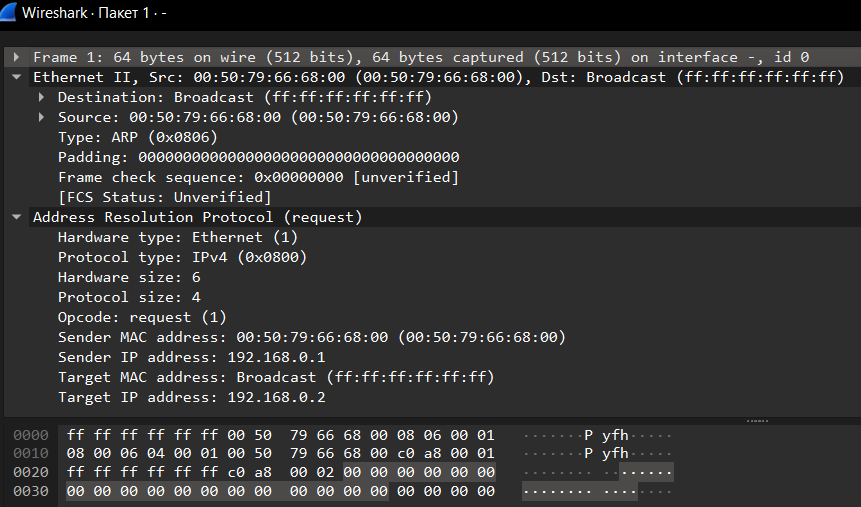 Wireshark · Пакет 1 · -
Frame 1: 64 bytes on wire (512 bits), 64 bytes captured (512 bits) on interface -, id 0
Ethernet II, Src: 00:50:79:66:68:00 (00:50:79:66:68:00), Dst: Broadcast (ff:ff:ff:ff:ff:ff)
Destination: Broadcast (ff:ff:ff:ff:ff:ff)
Source: 00:50:79:66:68:00 (00:50:79:66:68:00)
Type: ARP (0x0806)
Padding: 000000000000000000000000000000000000
Frame check sequence: 0x00000000 [unverified]
[FCS Status: Unverified]
Address Resolution Protocol (request)
Hardware type: Ethernet (1)
Protocol type: IPv4 (0x0800)
Hardware size: 6
Protocol size: 4
Opcode: request (1)
Sender MAC address: 00:50:79:66:68:00 (00:50:79:66:68:00)
Sender IP address: 192.168.0.1
Target MAC address: Broadcast (ff:ff:ff:ff:ff:ff)
Target IP address: 192.168.0.2
0000 ff ff ff ff ff ff 00 50 79 66 68 00 08 06 00 01 ·······P yfh·····
0010 08 00 06 04 00 01 00 50 79 66 68 00 c0 a8 00 01 ·······P yfh·····
0020 ff ff ff ff ff ff c0 a8 00 02 00 00 00 00 00 00 ········ ········
0030 00 00 00 00 00 00 00 00 00 00 00 00 00 00 00 00 ········ ········